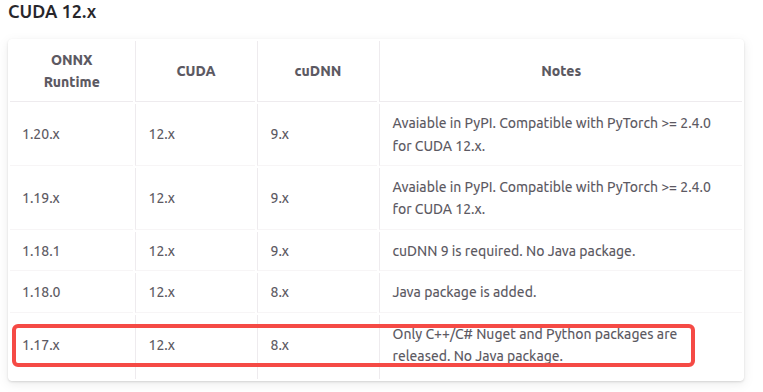 CUDA 12.x
ONNX Runtime CUDA cuDNN Notes
1.20.x 12.x 9.x Avaiable in PyPI. Compatible with PyTorch >= 2.4.0
for CUDA 12.x.
1.19.x 12.x 9.x Avaiable in PyPI. Compatible with PyTorch >= 2.4.0
for CUDA 12.x.
1.18.1 12.x 9.x cuDNN 9 is required. No Java package.
1.18.0 12.x 8.x Java package is added.
1.17.x 12.x 8.x Only C++/C# Nuget and Python packages are
released. No Java package.